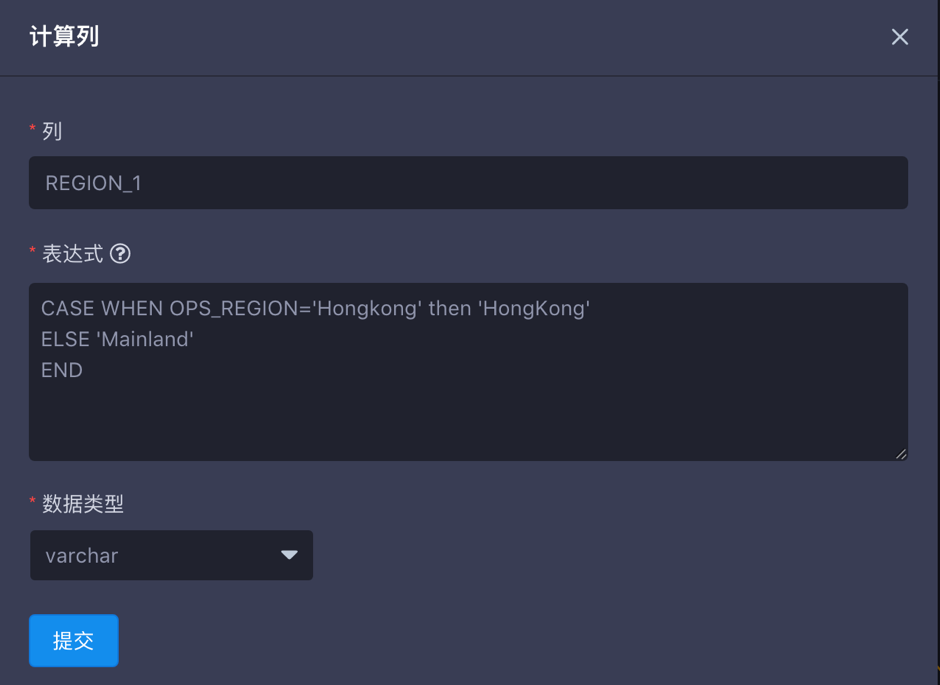 计算列
* 列
REGION_1
* 表达式 ?
CASE WHEN OPS_REGION='Hongkong' then 'HongKong'
ELSE 'Mainland'
END
* 数据类型
varchar
提交